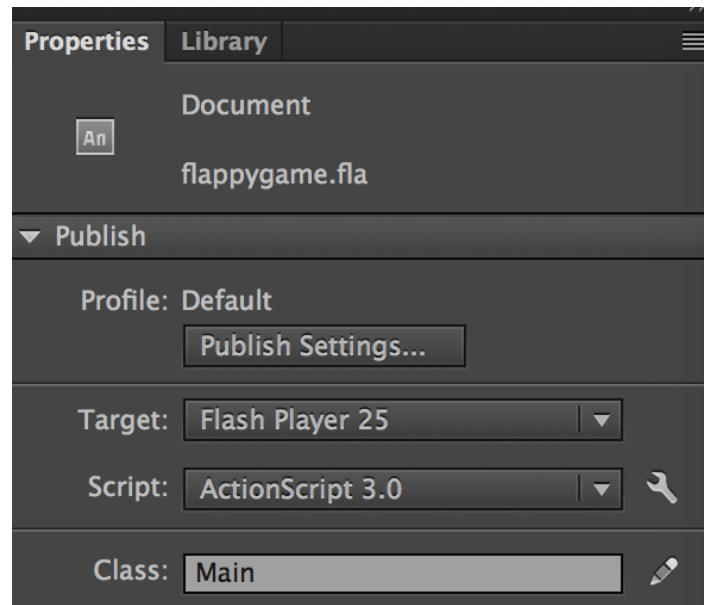 Properties Library
Document
An
flappygame.fla
Publish
Profile: Default
Publish Settings...
Target: Flash Player 25
Script: ActionScript 3.0
Class: Main